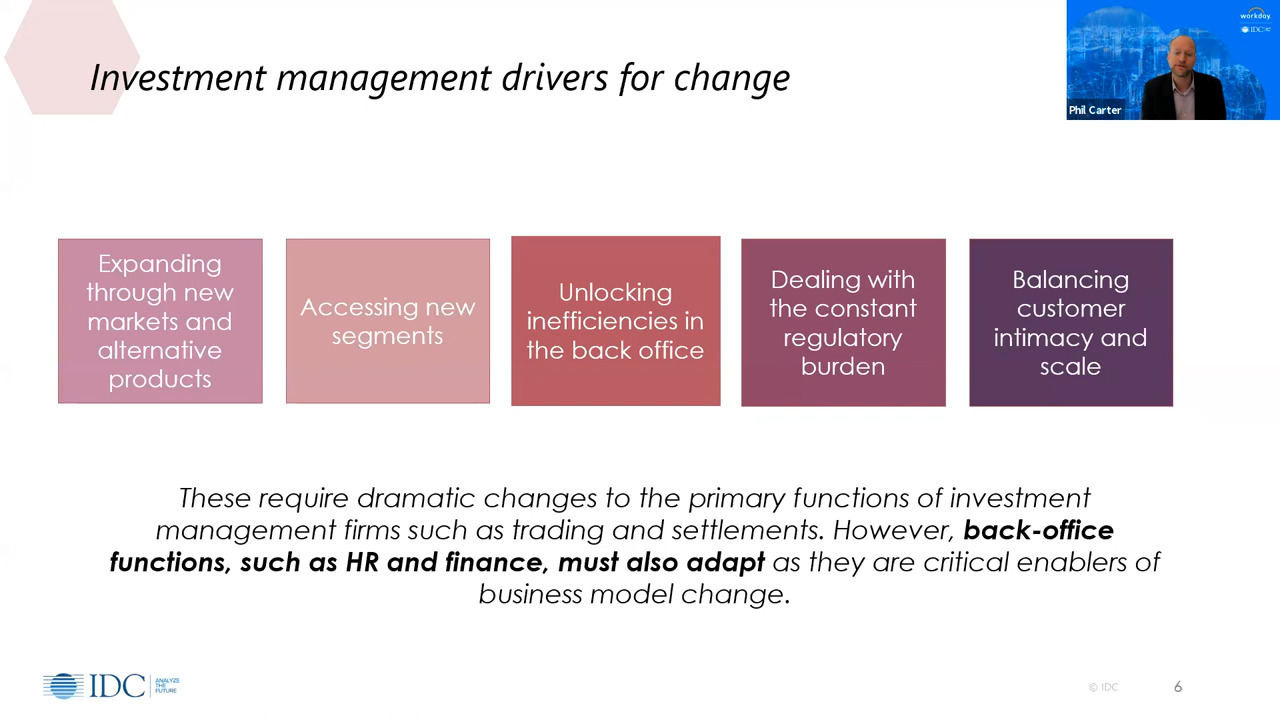 Investment management drivers for change
workday.
IDC
Phil Carter
Expanding
through new
markets and
alternative
products
Accessing new
segments
Unlocking
inefficiencies in
the back office
Dealing with
the constant
regulatory
burden
Balancing
customer
intimacy and
scale
These require dramatic changes to the primary functions of investment
management firms such as trading and settlements. However, back-office
functions, such as HR and finance, must also adapt as they are critical enablers of
business model change.
IDC
ANALYZE
THE
FUTURE
© IDC
6